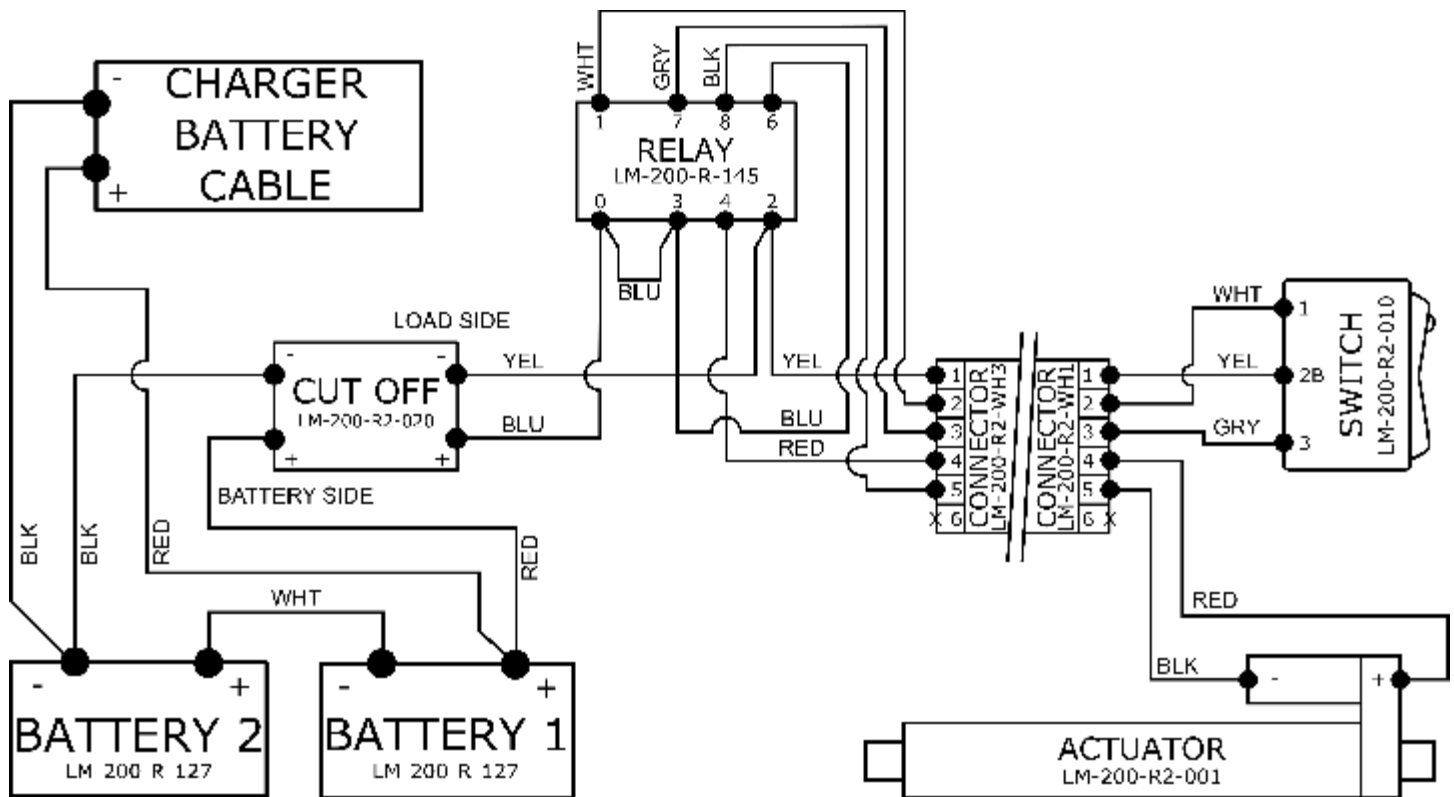 WHT
GRY
BLK
1
7
8
6
RELAY
LM-200-R-145
0
3
4
2
BLU
-
CHARGER
BATTERY
CABLE
+
LOAD SIDE
-
-
CUT OFF
LM-200-R2-020
+
+
BATTERY SIDE
YEL
BLU
YEL
BLU
RED
1
2
3
4
5
X 6
CONNECTOR
LM-200-R2-WH3
CONNECTOR
LM-200-R2-WH1
1
2
3
4
5
6 X
WHT
YEL
GRY
1
2B
3
SWITCH
LM-200-R2-010
BLK
BLK
RED
RED
WHT
- +
BATTERY 2
LM 200 R 127
- +
BATTERY 1
LM 200 R 127
RED
BLK
-
+
ACTUATOR
LM-200-R2-001